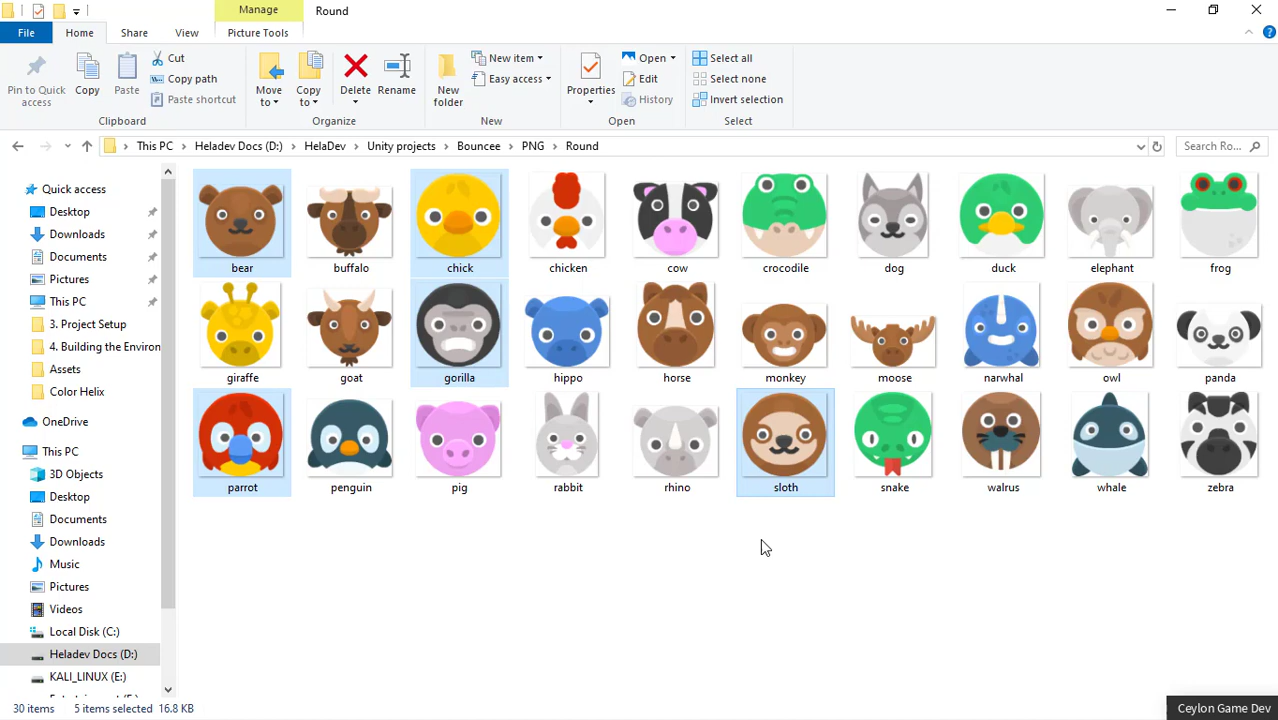 Manage
Round
File
Home
Share
View
Picture Tools
Pin to Quick access
Copy
Paste
Cut
Copy path
Paste shortcut
Clipboard
Move to
Copy to
Delete
Rename
Organize
New folder
New item
Easy access
New
Properties
Open
Edit
History
Open
Select all
Select none
Invert selection
Select
This PC
Heladev Docs (D:)
HelaDev
Unity projects
Bouncee
PNG
Round
Search Ro...
Quick access
Desktop
Downloads
Documents
Pictures
This PC
3. Project Setup
4. Building the Environ
Assets
Color Helix
OneDrive
This PC
3D Objects
Desktop
Documents
Downloads
Music
Pictures
Videos
Local Disk (C:)
Heladev Docs (D:)
KALI_LINUX (E:)
bear
buffalo
chick
chicken
cow
crocodile
dog
duck
elephant
frog
giraffe
goat
gorilla
hippo
horse
monkey
moose
narwhal
owl
panda
parrot
penguin
pig
rabbit
rhino
sloth
snake
walrus
whale
zebra
30 items
5 items selected 16.8 KB
Ceylon Game Dev